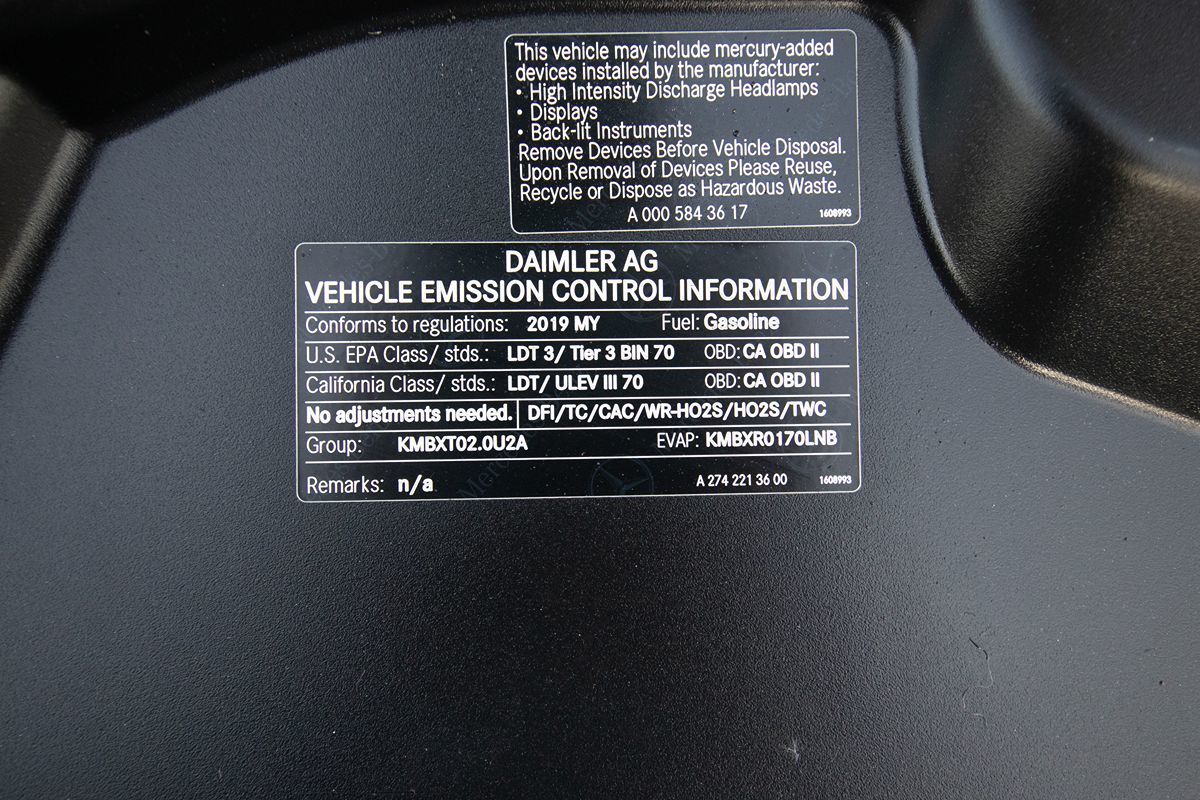 This vehicle may include mercury-added
devices installed by the manufacturer:
• High Intensity Discharge Headlamps
• Displays
• Back-lit Instruments
Remove Devices Before Vehicle Disposal.
Upon Removal of Devices Please Reuse,
Recycle or Dispose as Hazardous Waste.
A 000 584 36 17 1608993
DAIMLER AG
VEHICLE EMISSION CONTROL INFORMATION
Conforms to regulations: 2019 MY Fuel: Gasoline
U.S. EPA Class/ stds.: LDT 3/ Tier 3 BIN 70 OBD: CA OBD II
California Class/ stds.: LDT/ ULEV III 70 OBD: CA OBD II
No adjustments needed. DFI/TC/CAC/WR-HO2S/HO2S/TWC
Group: KMBXT02.0U2A EVAP: KMBXR0170LNB
Remarks: n/a A 274 221 36 00 1608993